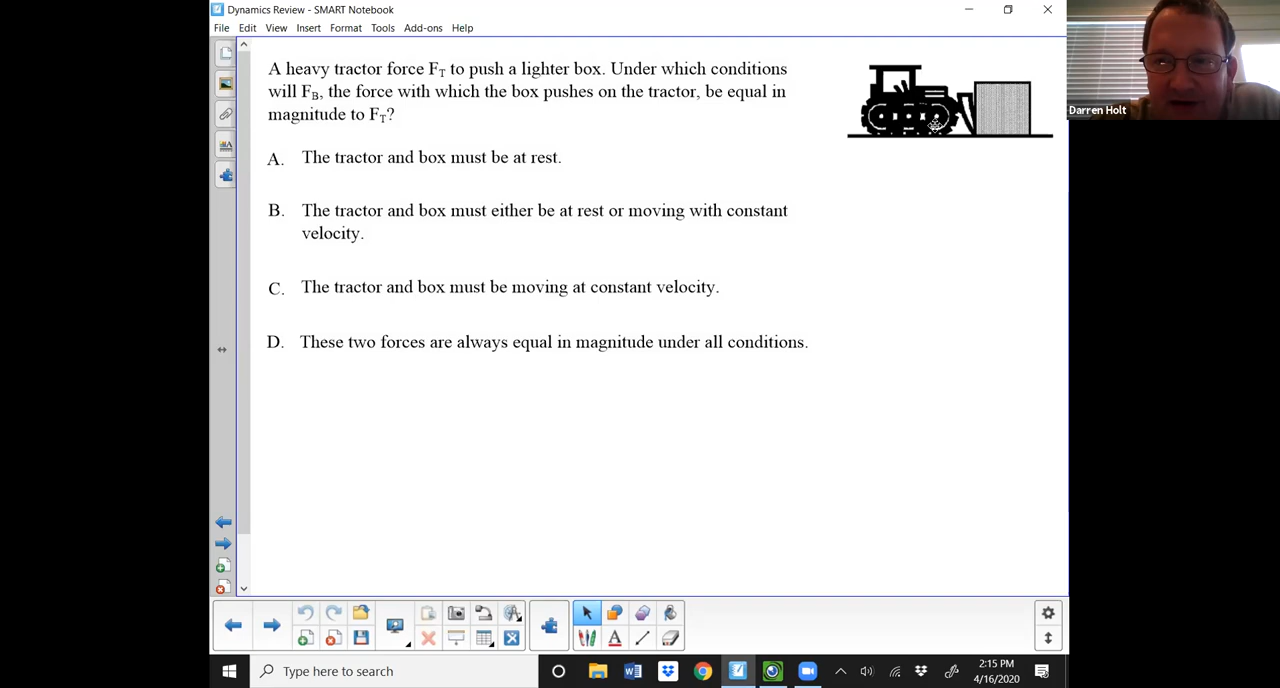 Dynamics Review - SMART Notebook
File Edit View Insert Format Tools Add-ons Help
A heavy tractor force FT to push a lighter box. Under which conditions
will FB, the force with which the box pushes on the tractor, be equal in
magnitude to FT?
A. The tractor and box must be at rest.
B. The tractor and box must either be at rest or moving with constant
velocity.
C. The tractor and box must be moving at constant velocity.
D. These two forces are always equal in magnitude under all conditions.
Darren Holt
Type here to search
2:15 PM
4/16/2020